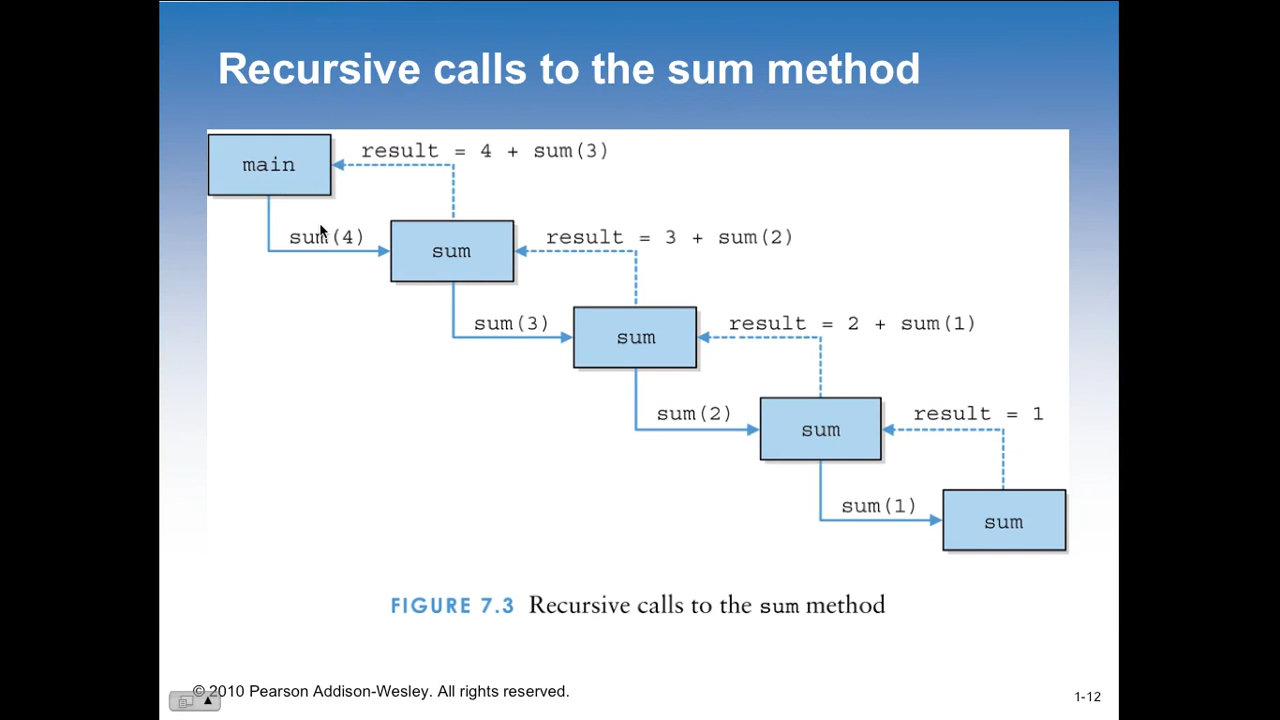 Recursive calls to the sum method
main
result = 4 + sum(3)
sum(4)
sum
result = 3 + sum(2)
sum(3)
sum
result = 2 + sum(1)
sum(2)
sum
result = 1
sum(1)
sum
FIGURE 7.3 Recursive calls to the sum method
© 2010 Pearson Addison-Wesley. All rights reserved.
1-12